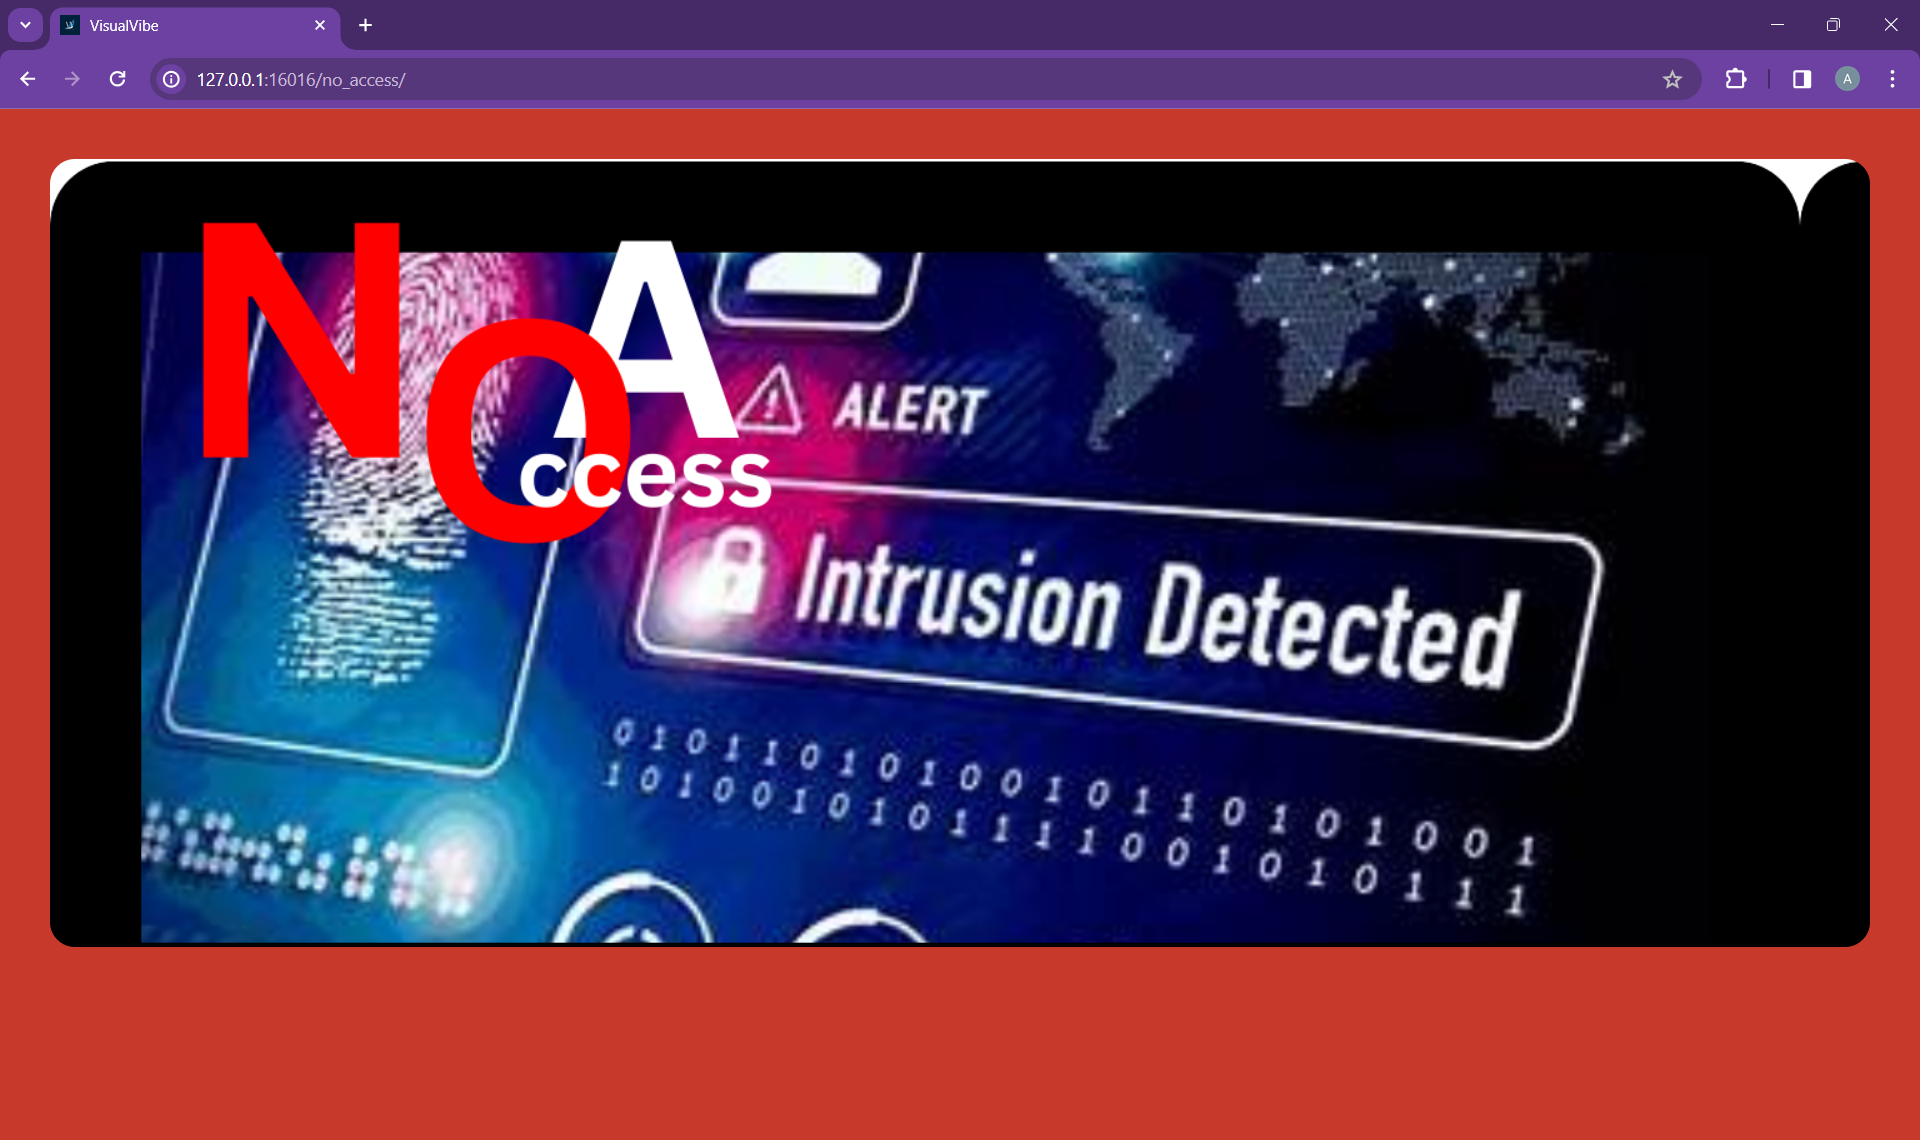 VisualVibe
127.0.0.1:16016/no_access/
A
NO Access
ALERT
Intrusion Detected
0 1 0 1 1 0 1 0 1 0 0 1 0 1 1 0 1 0 1 0 0 1
1 0 1 0 0 1 0 1 0 1 1 1 1 0 0 1 0 1 0 1 1 1